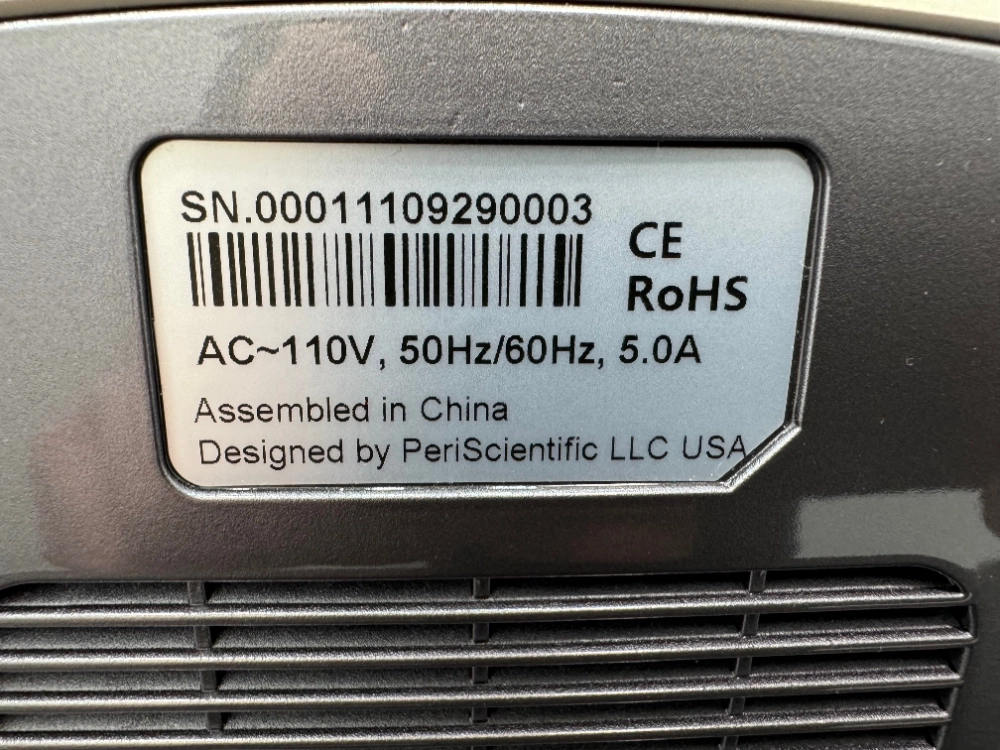 SN.00011109290003
CE
RoHS
AC~110V, 50Hz/60Hz, 5.0A
Assembled in China
Designed by PeriScientific LLC USA